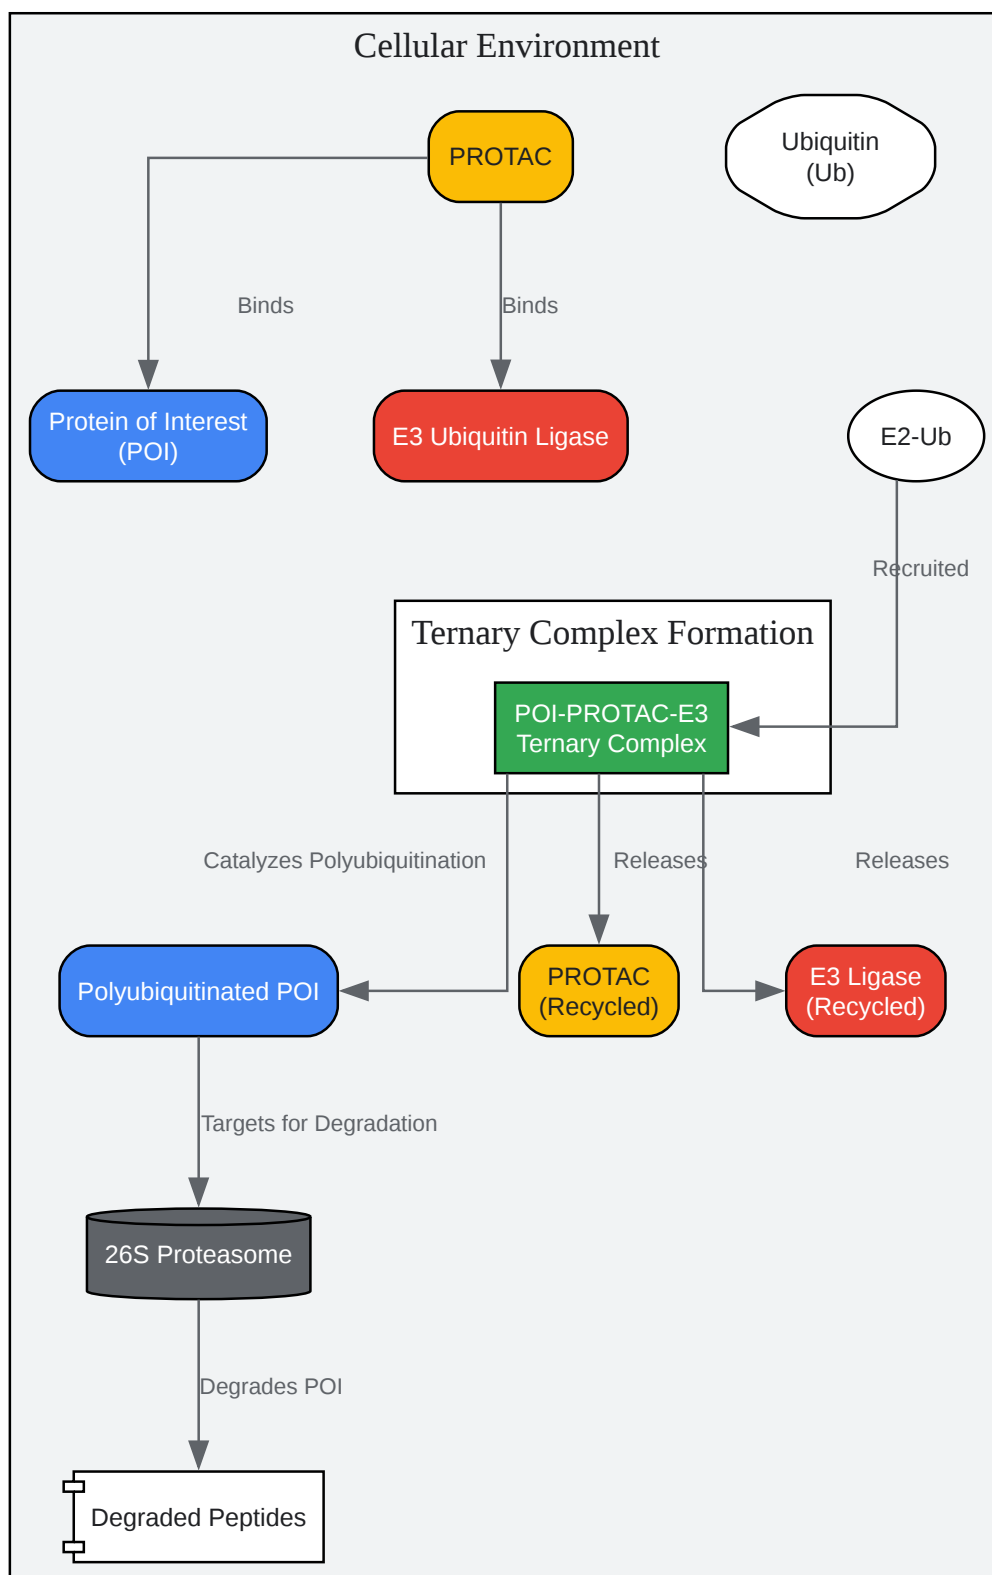 Cellular Environment
PROTAC
Ubiquitin
(Ub)
Binds
Binds
Protein of Interest
(POI)
E3 Ubiquitin Ligase
E2-Ub
Recruited
Ternary Complex Formation
POI-PROTAC-E3
Ternary Complex
Catalyzes Polyubiquitination
Releases
Releases
Polyubiquitinated POI
PROTAC
(Recycled)
E3 Ligase
(Recycled)
Targets for Degradation
26S Proteasome
Degrades POI
Degraded Peptides